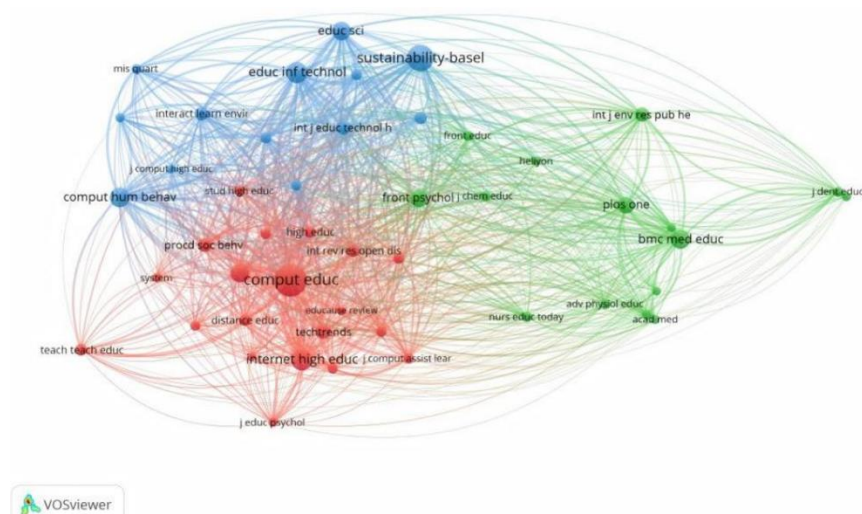 educ sci
sustainability-basel
mis quart
educ inf technol
interact learn envir
int j educ technol h
int j env res pub he
front educ
heliyon
j comput high educ
stud high educ
comput hum behav
front psychol
j chem educ
plos one
j dent educ
high educ
bmc med educ
procd soc behv
int rev res open dis
system
comput educ
educause review
adv physiol educ
distance educ
nurs educ today
acad med
techtrends
teach teach educ
internet high educ
j comput assist lear
j educ psychol
VOSviewer